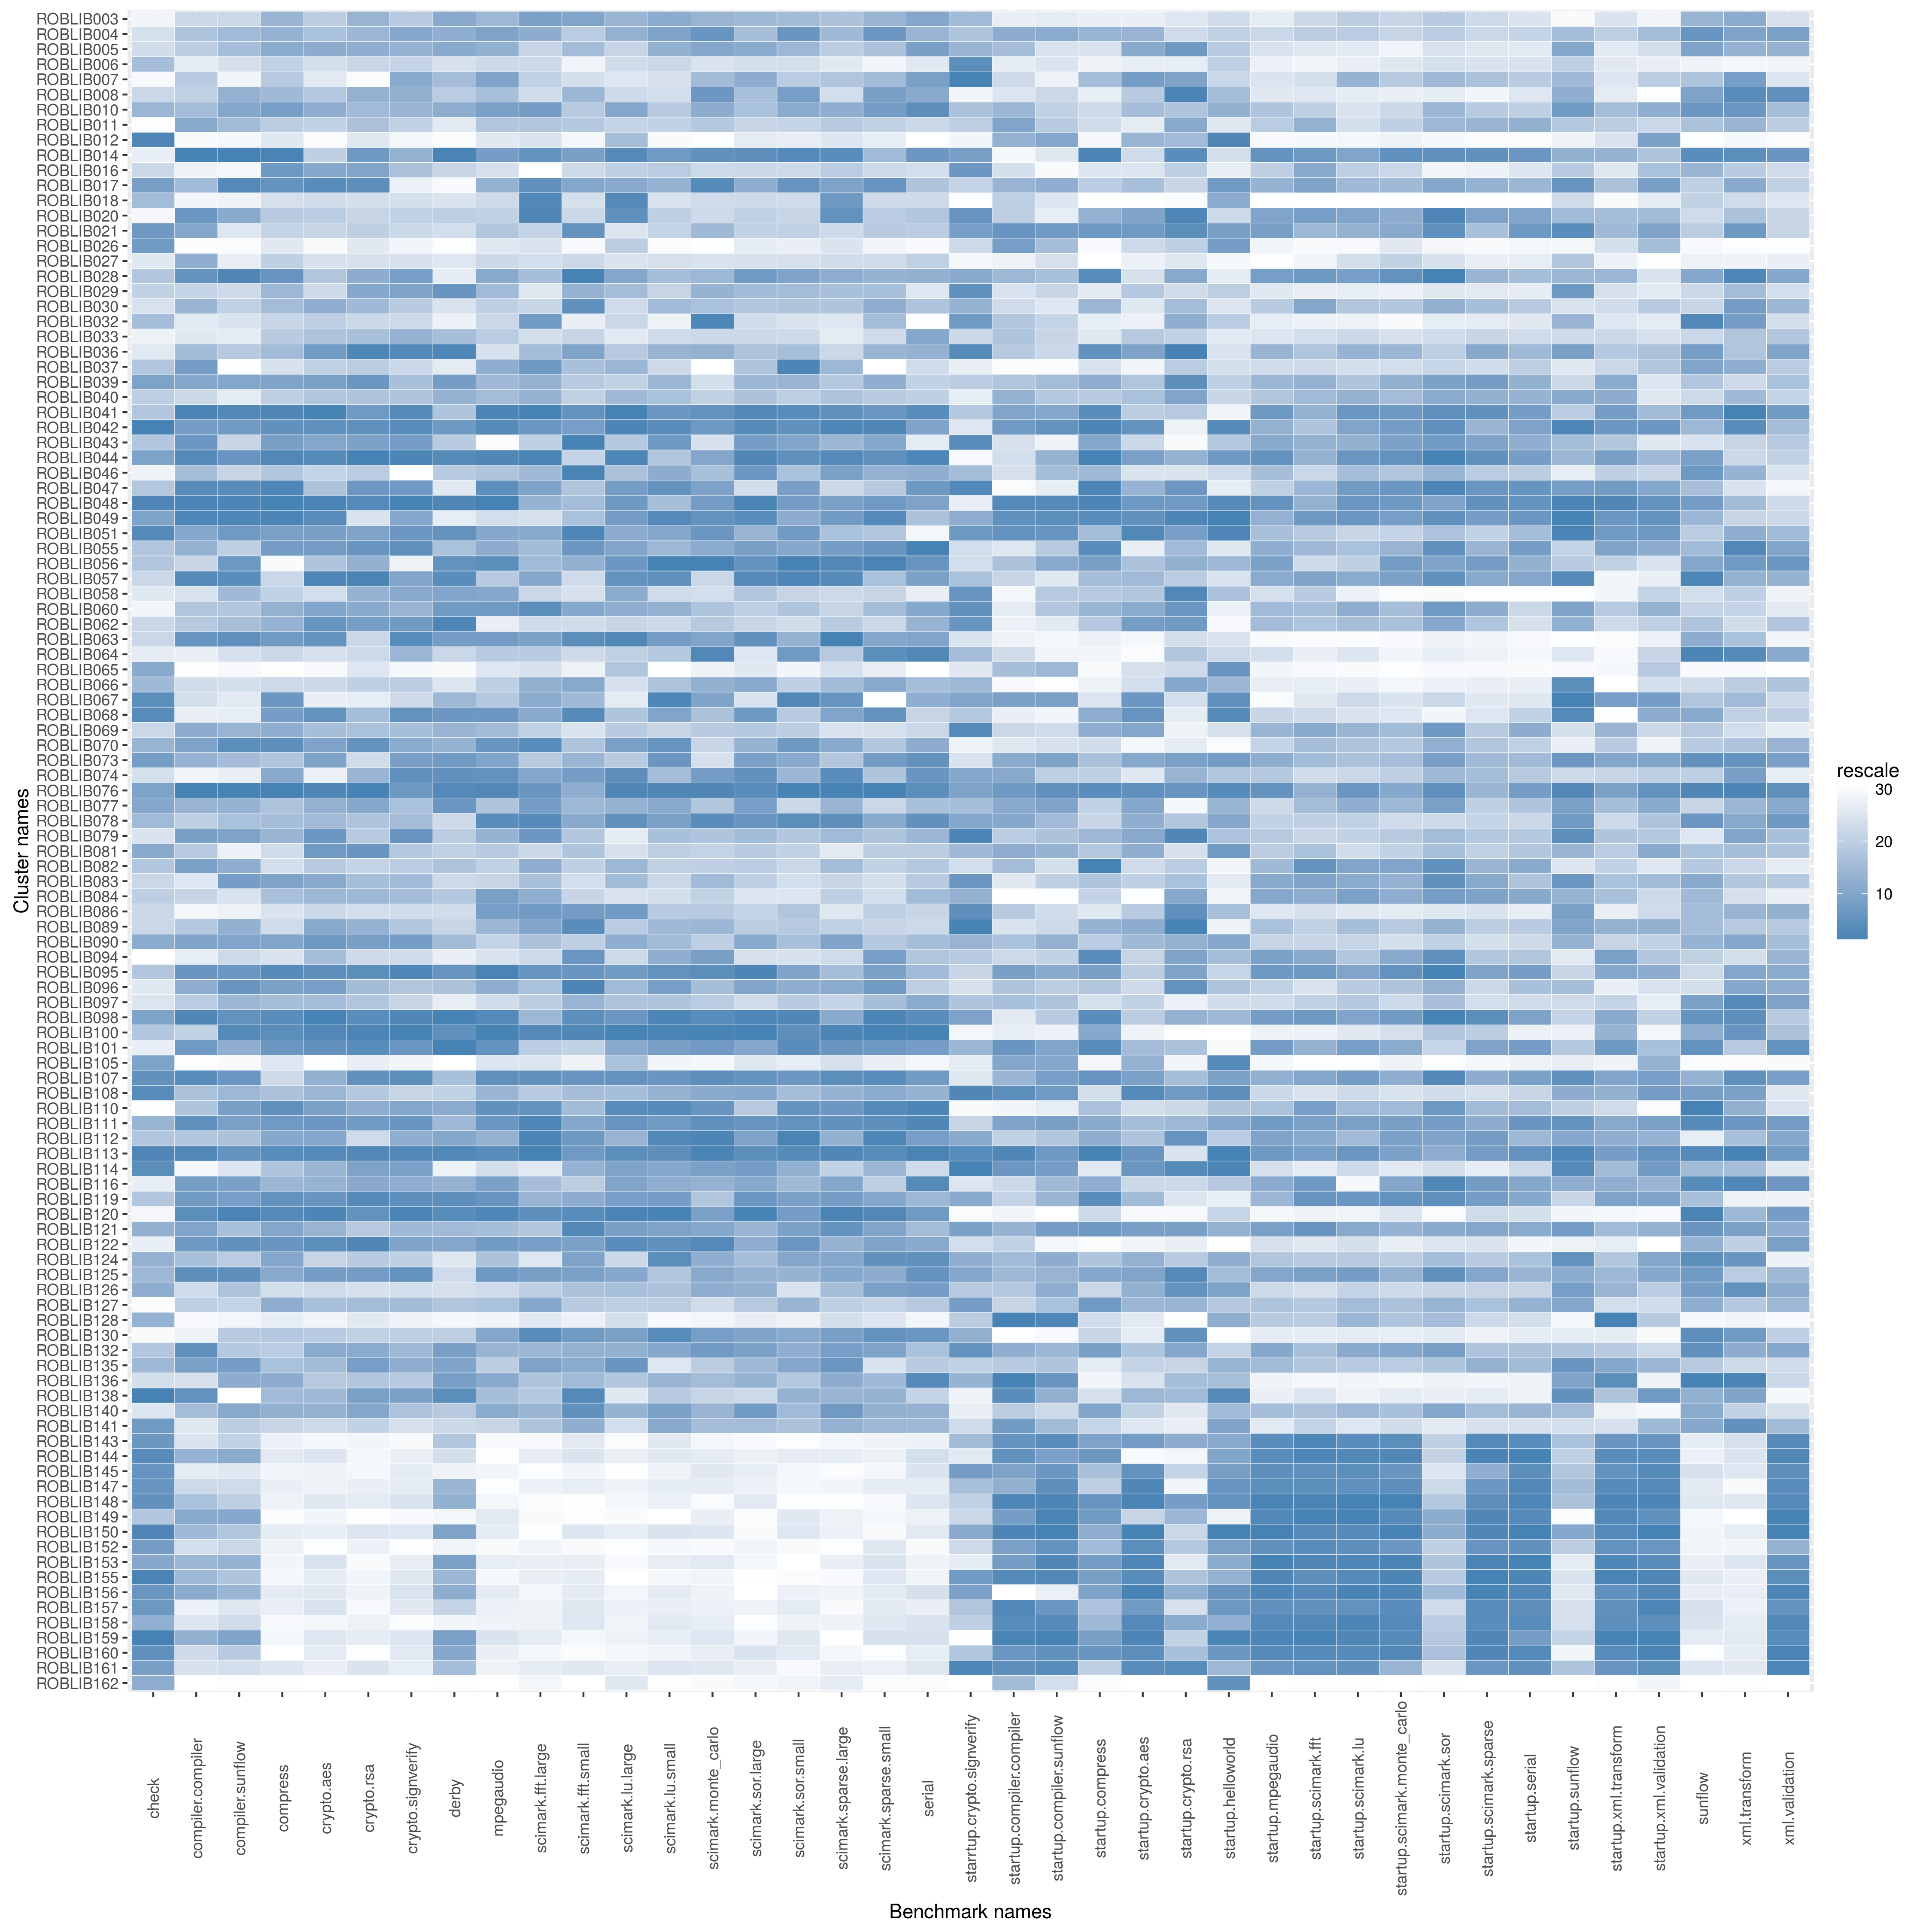 ROBLIB003
ROBLIB004
ROBLIB005
ROBLIB006
ROBLIB007
ROBLIB008
ROBLIB010
ROBLIB011
ROBLIB012
ROBLIB014
ROBLIB016
ROBLIB017
ROBLIB018
ROBLIB020
ROBLIB021
ROBLIB026
ROBLIB027
ROBLIB028
ROBLIB029
ROBLIB030
ROBLIB032
ROBLIB033
ROBLIB036
ROBLIB037
ROBLIB039
ROBLIB040
ROBLIB041
ROBLIB042
ROBLIB043
ROBLIB044
ROBLIB046
ROBLIB047
ROBLIB048
ROBLIB049
ROBLIB051
ROBLIB055
ROBLIB056
ROBLIB057
ROBLIB058
ROBLIB060
ROBLIB062
ROBLIB063
ROBLIB064
ROBLIB065
ROBLIB066
ROBLIB067
ROBLIB068
ROBLIB069
ROBLIB070
ROBLIB073
ROBLIB074
ROBLIB076
ROBLIB077
ROBLIB078
ROBLIB079
ROBLIB081
ROBLIB082
ROBLIB083
ROBLIB084
ROBLIB086
ROBLIB089
ROBLIB090
ROBLIB094
ROBLIB095
ROBLIB096
ROBLIB097
ROBLIB098
ROBLIB100
ROBLIB101
ROBLIB105
ROBLIB107
ROBLIB108
ROBLIB110
ROBLIB111
ROBLIB112
ROBLIB113
ROBLIB114
ROBLIB116
ROBLIB119
ROBLIB120
ROBLIB121
ROBLIB122
ROBLIB124
ROBLIB125
ROBLIB126
ROBLIB127
ROBLIB128
ROBLIB130
ROBLIB132
ROBLIB135
ROBLIB136
ROBLIB138
ROBLIB140
ROBLIB141
ROBLIB143
ROBLIB144
ROBLIB145
ROBLIB147
ROBLIB148
ROBLIB149
ROBLIB150
ROBLIB152
ROBLIB153
ROBLIB155
ROBLIB156
ROBLIB157
ROBLIB158
ROBLIB159
ROBLIB160
ROBLIB161
ROBLIB162
Cluster names
check
compiler.compiler
compiler.sunflow
compress
crypto.aes
crypto.rsa
crypto.signverify
derby
mpegaudio
scimark.fft.large
scimark.fft.small
scimark.lu.large
scimark.lu.small
scimark.monte_carlo
scimark.sor.large
scimark.sor.small
scimark.sparse.large
scimark.sparse.small
serial
starrtup.crypto.signverify
startup.compiler.compiler
startup.compiler.sunflow
startup.compress
startup.crypto.aes
startup.crypto.rsa
startup.helloworld
startup.mpegaudio
startup.scimark.fft
startup.scimark.lu
startup.scimark.monte_carlo
startup.scimark.sor
startup.scimark.sparse
startup.serial
startup.sunflow
startup.xml.transform
startup.xml.validation
sunflow
xml.transform
xml.validation
Benchmark names
rescale
30
20
10